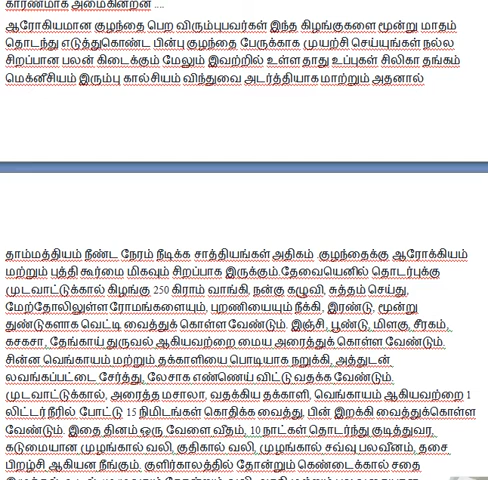 காரணமாக அமைகின்றன ....
ஆரோகியமான குழந்தை பெற விரும்புபவர்கள் இந்த கிழங்குகளை மூன்று மாதம்
தொடந்து எடுத்துகொண்ட பின்பு குழந்தை பேருக்காக முயற்சி செய்யுங்கள் நல்ல
சிறப்பான பலன் கிடைக்கும் மேலும் இவற்றில் உள்ள தாது உப்புகள் சிலிகா தங்கம்
மெக்னீசியம் இரும்பு கால்சியம் விந்துவை அடர்த்தியாக மாற்றும் அதனால்
தாம்மத்தியம் நீண்ட நேரம் நீடிக்க சாத்தியங்கள் அதிகம் .குழந்தைக்கு ஆரோக்கியம்
மற்றும் புத்தி கூர்மை மிகவும் சிறப்பாக இருக்கும்.தேவையெனில் தொடர்புக்கு
முடவாட்டுக்கால் கிழங்கு 250 கிராம் வாங்கி, நன்கு கழுவி, சுத்தம் செய்து,
மேற்தோலிலுள்ள ரோமங்களையும், புறணியையும் நீக்கி, இரண்டு, மூன்று
துண்டுகளாக வெட்டி வைத்துக் கொள்ள வேண்டும். இஞ்சி, பூண்டு, மிளகு, சீரகம்,
கசகசா, தேங்காய் துருவல் ஆகியவற்றை மைய அரைத்துக் கொள்ள வேண்டும்.
சின்ன வெங்காயம் மற்றும் தக்காளியை பொடியாக நறுக்கி, அத்துடன்
லவங்கப்பட்டை சேர்த்து, லேசாக எண்ணெய் விட்டு வதக்க வேண்டும்.
முடவாட்டுக்கால், அரைத்த மசாலா, வதக்கிய தக்காளி, வெங்காயம் ஆகியவற்றை 1
லிட்டர் நீரில் போட்டு 15 நிமிடங்கள் கொதிக்க வைத்து, பின் இறக்கி வைத்துக்கொள்ள
வேண்டும். இதை தினம் ஒரு வேளை வீதம், 10 நாட்கள் தொடர்ந்து குடித்துவர,
கடுமையான முழங்கால் வலி, குதிகால் வலி, முழங்கால் சவ்வு பலவீனம், தசை
பிறழ்சி ஆகியன நீங்கும். குளிர்காலத்தில் தோன்றும் கெண்டைக்கால் சதை